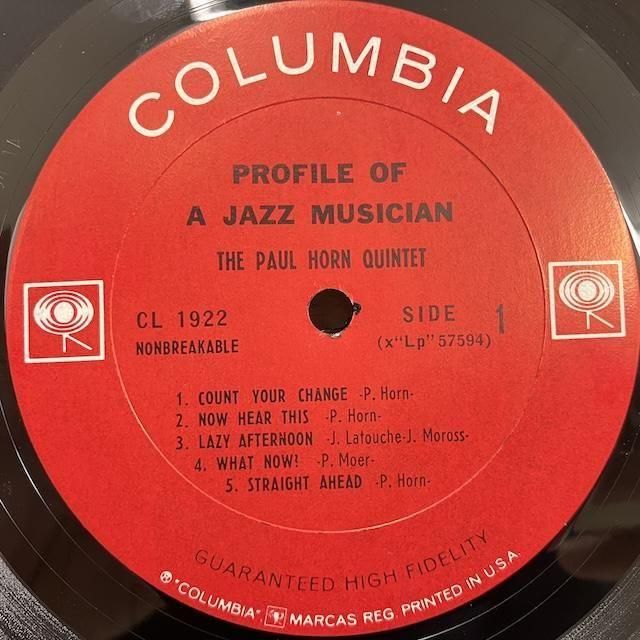 COLUMBIA
PROFILE OF
A JAZZ MUSICIAN
THE PAUL HORN QUINTET
CL 1922
NONBREAKABLE
SIDE 1
(x"Lp" 57594)
1. COUNT YOUR CHANGE -P. Horn-
2. NOW HEAR THIS -P. Horn-
3. LAZY AFTERNOON -J. Latouche-J. Moross-
4. WHAT NOW? -P. Moer-
5. STRAIGHT AHEAD -P. Horn-
GUARANTEED HIGH FIDELITY
® "COLUMBIA", MARCAS REG. PRINTED IN U.S.A.